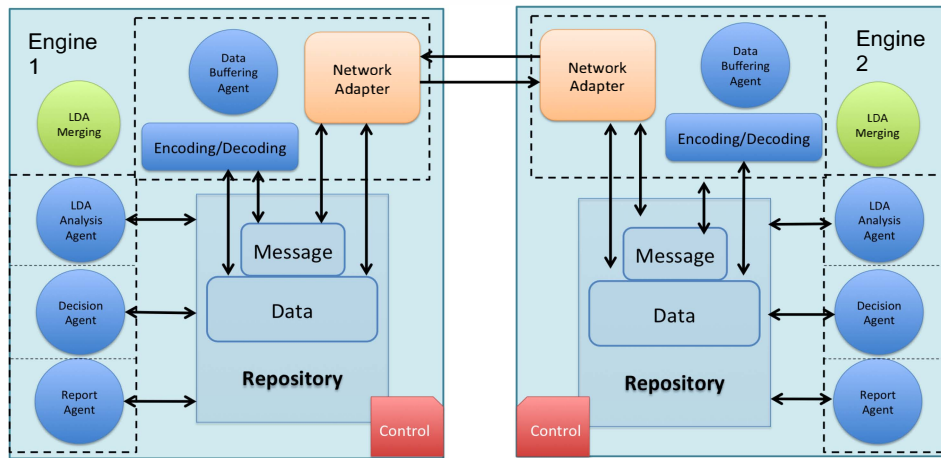 Engine
1
Data
Buffering
Agent
Network
Adapter
LDA
Merging
Encoding/Decoding
LDA
Analysis
Agent
Message
Decision
Agent
Data
Report
Agent
Repository
Control
Network
Adapter
Data
Buffering
Agent
Engine
2
Encoding/Decoding
LDA
Merging
Message
LDA
Analysis
Agent
Data
Decision
Agent
Repository
Report
Agent
Control